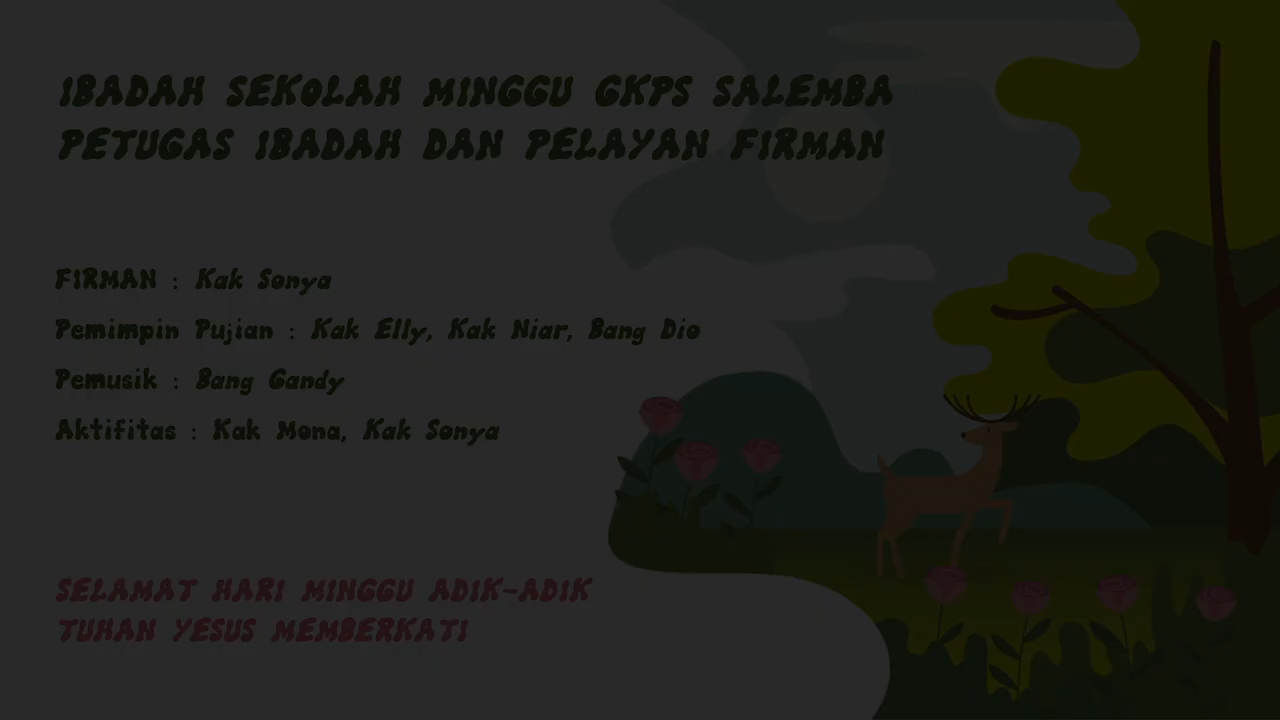 IBADAH SEKOLAH MINGGU GKPS SALEMBA
PETUGAS IBADAH DAN PELAYAN FIRMAN
FIRMAN : Kak Sonya
Pemimpin Pujian : Kak Elly, Kak Niar, Bang Dio
Pemusik : Bang Gandy
Aktifitas : Kak Mona, Kak Sonya
SELAMAT HARI MINGGU ADIK-ADIK
TUHAN YESUS MEMBERKATI